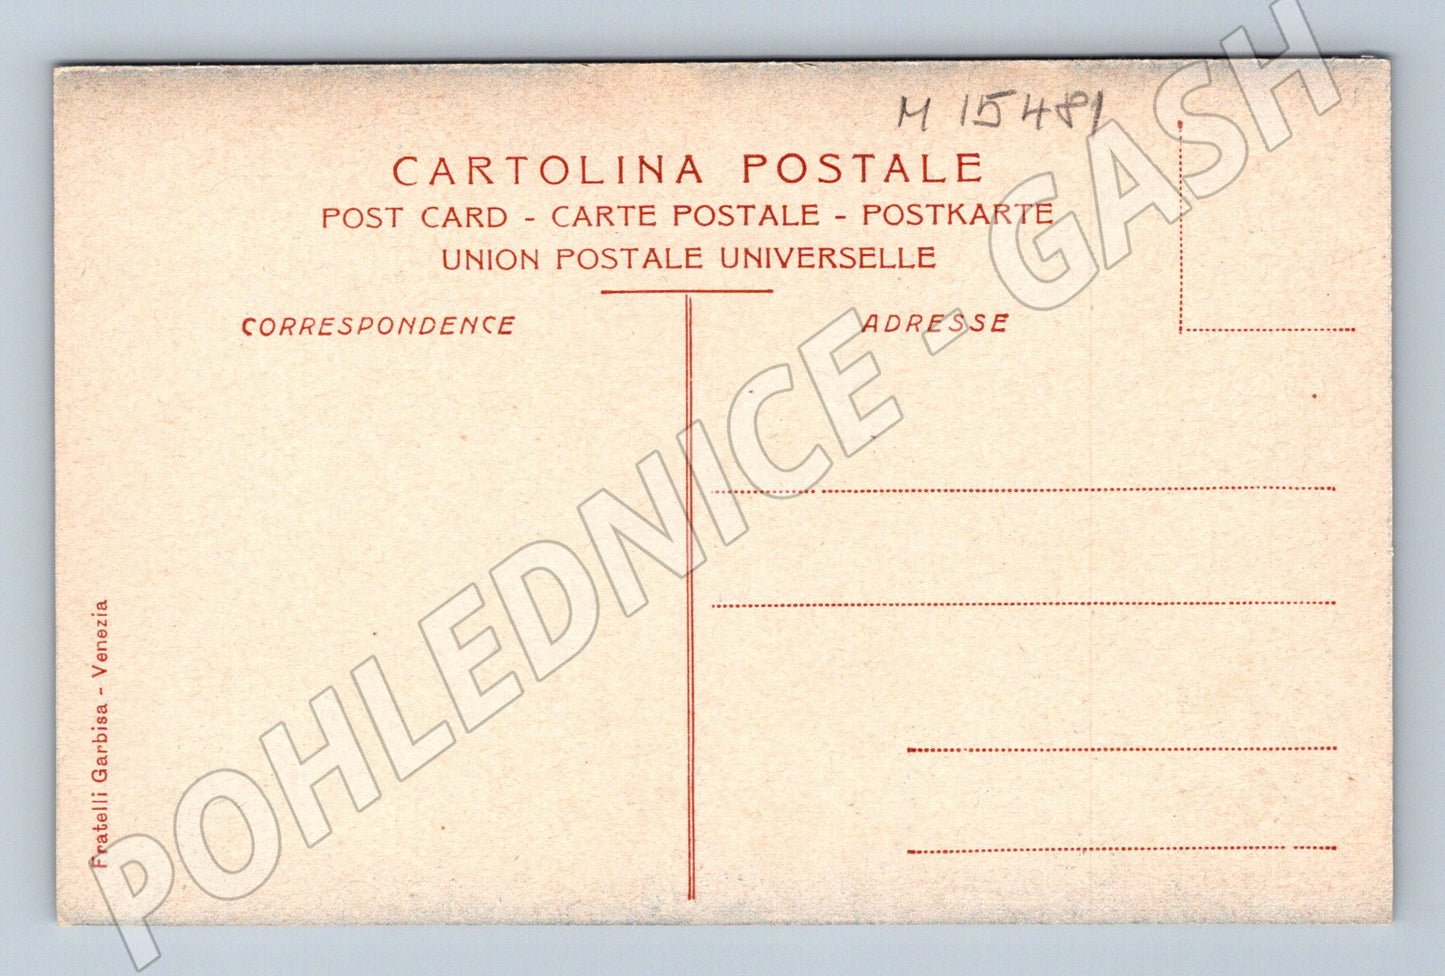 M 15481
CARTOLINA POSTALE
POST CARD - CARTE POSTALE - POSTKARTE
UNION POSTALE UNIVERSELLE
CORRESPONDENCE
ADRESSE
Fratelli Garbisa - Venezia
POHLEDNICE - GASH